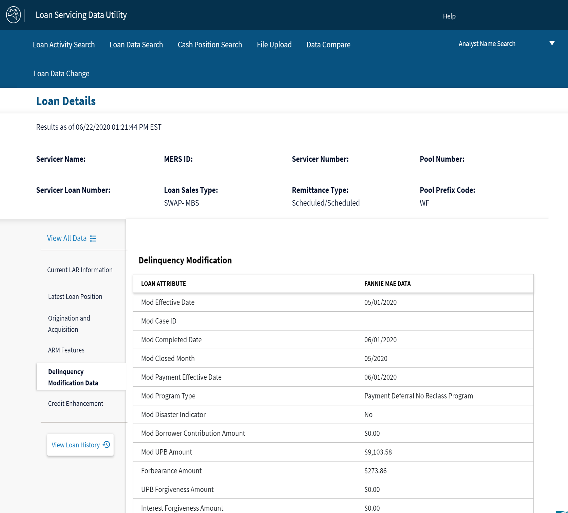 Loan Servicing Data Utility
Help
Loan Activity Search Loan Data Search Cash Position Search File Upload Data Compare
Analyst Name Search
Loan Data Change
Loan Details
Results as of 06/22/2020 01:21:44 PM EST
Servicer Name: MERS ID: Servicer Number: Pool Number:
Servicer Loan Number: Loan Sales Type: Remittance Type: Pool Prefix Code:
SWAP- MBS Scheduled/Scheduled WF
View All Data
Current LAR Information
Latest Loan Position
Origination and
Acquisition
ARM Features
Delinquency
Modification Data
Credit Enhancement
View Loan History
Delinquency Modification
LOAN ATTRIBUTE FANNIE MAE DATA
Mod Effective Date 05/01/2020
Mod Case ID
Mod Completed Date 06/01/2020
Mod Closed Month 05/2020
Mod Payment Effective Date 06/01/2020
Mod Program Type Payment Deferral No Reclass Program
Mod Disaster Indicator No
Mod Borrower Contribution Amount $0.00
Mod UPB Amount $9,103.58
Forbearance Amount $273.86
UPB Forgiveness Amount $0.00
Interest Forgiveness Amount $0.00